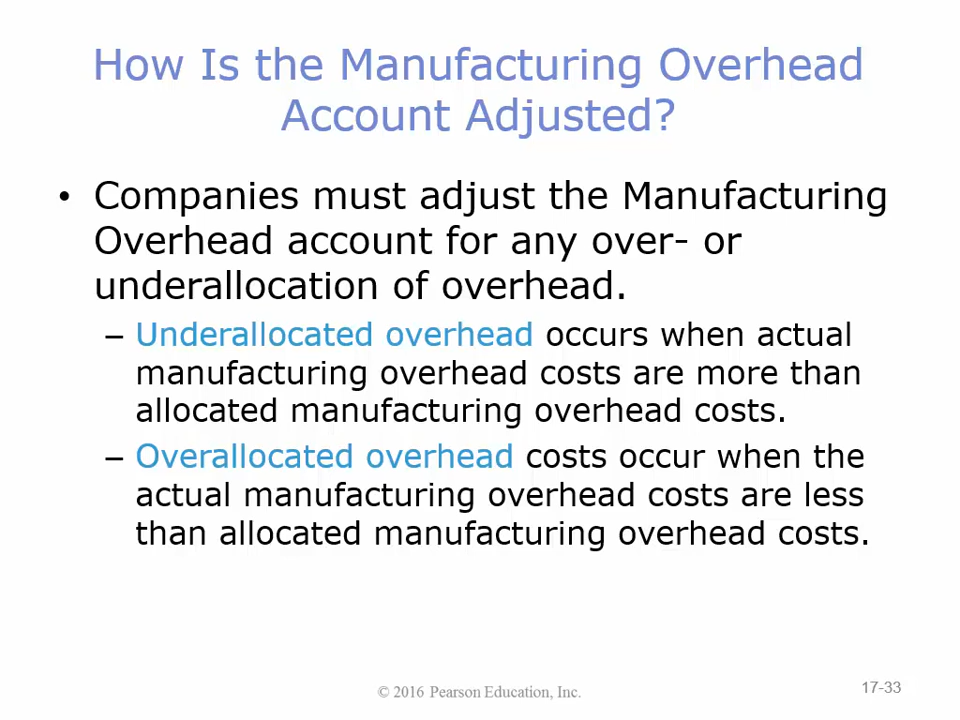 How Is the Manufacturing Overhead
Account Adjusted?
• Companies must adjust the Manufacturing
Overhead account for any over- or
underallocation of overhead.
– Underallocated overhead occurs when actual
manufacturing overhead costs are more than
allocated manufacturing overhead costs.
– Overallocated overhead costs occur when the
actual manufacturing overhead costs are less
than allocated manufacturing overhead costs.
© 2016 Pearson Education, Inc.
17-33